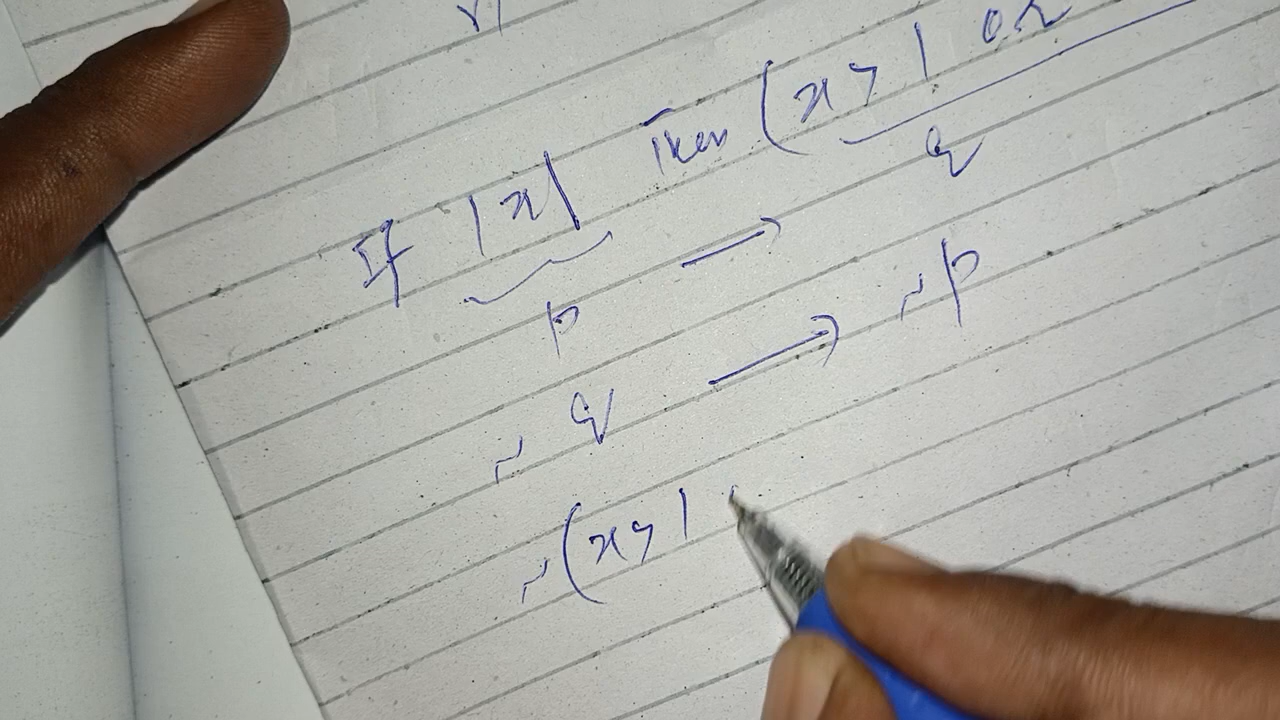 If |x| then (x > 1 or
p → q
~q → ~p
~(x > 1